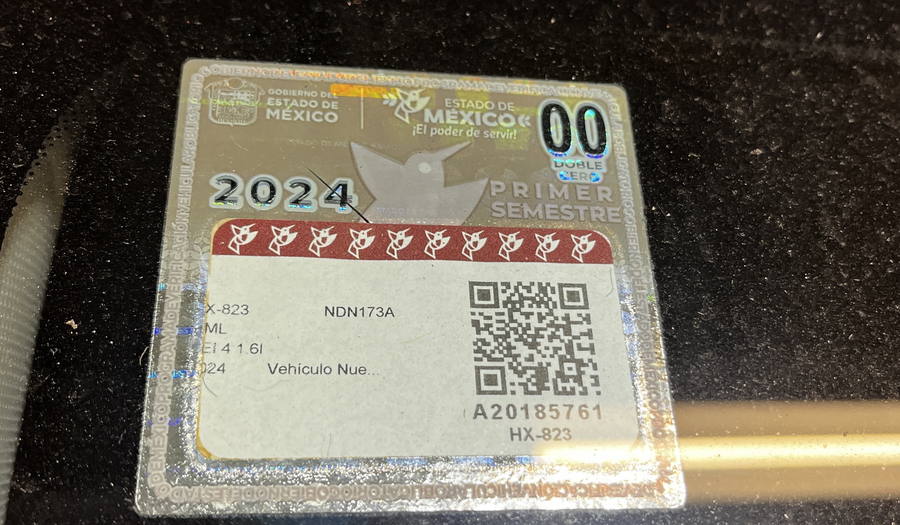 GOBIERNO DEL
ESTADO DE
MÉXICO
ESTADO DE
MÉXICO
¡El poder de servir!
00
DOBLE
CERO
2024
PRIMER
SEMESTRE
X-823 NDN173A
ML
EI 4 1.6l
024 Vehículo Nue...
A20185761
HX-823